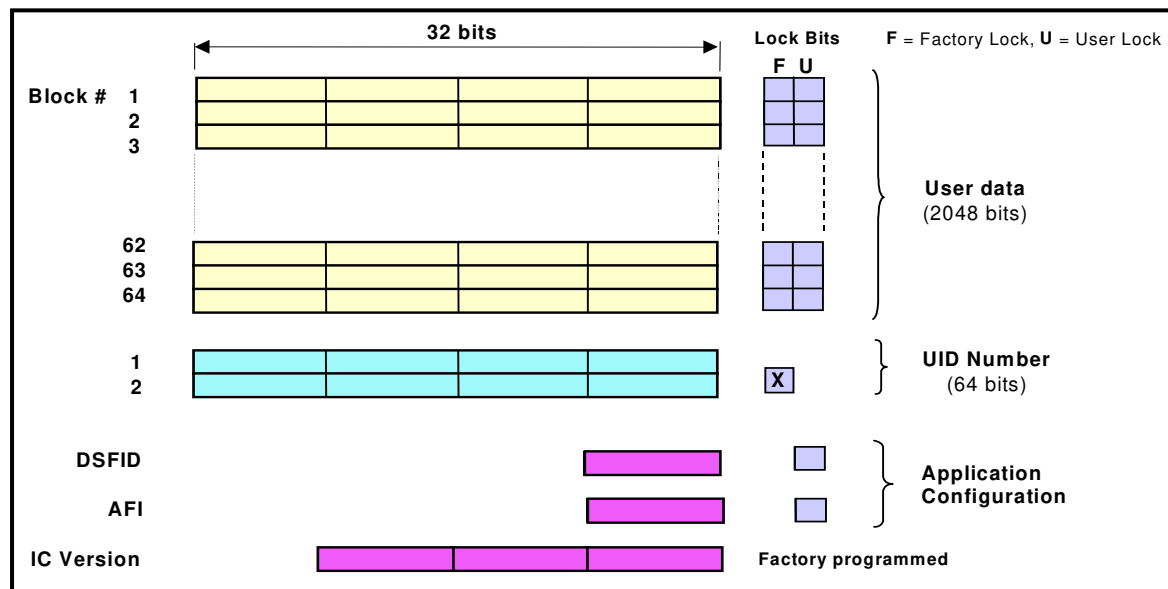 32 bits
Lock Bits
F = Factory Lock, U = User Lock
F U
Block # 1
2
3
User data
(2048 bits)
62
63
64
1
2
X
UID Number
(64 bits)
DSFID
AFI
Application
Configuration
IC Version
Factory programmed